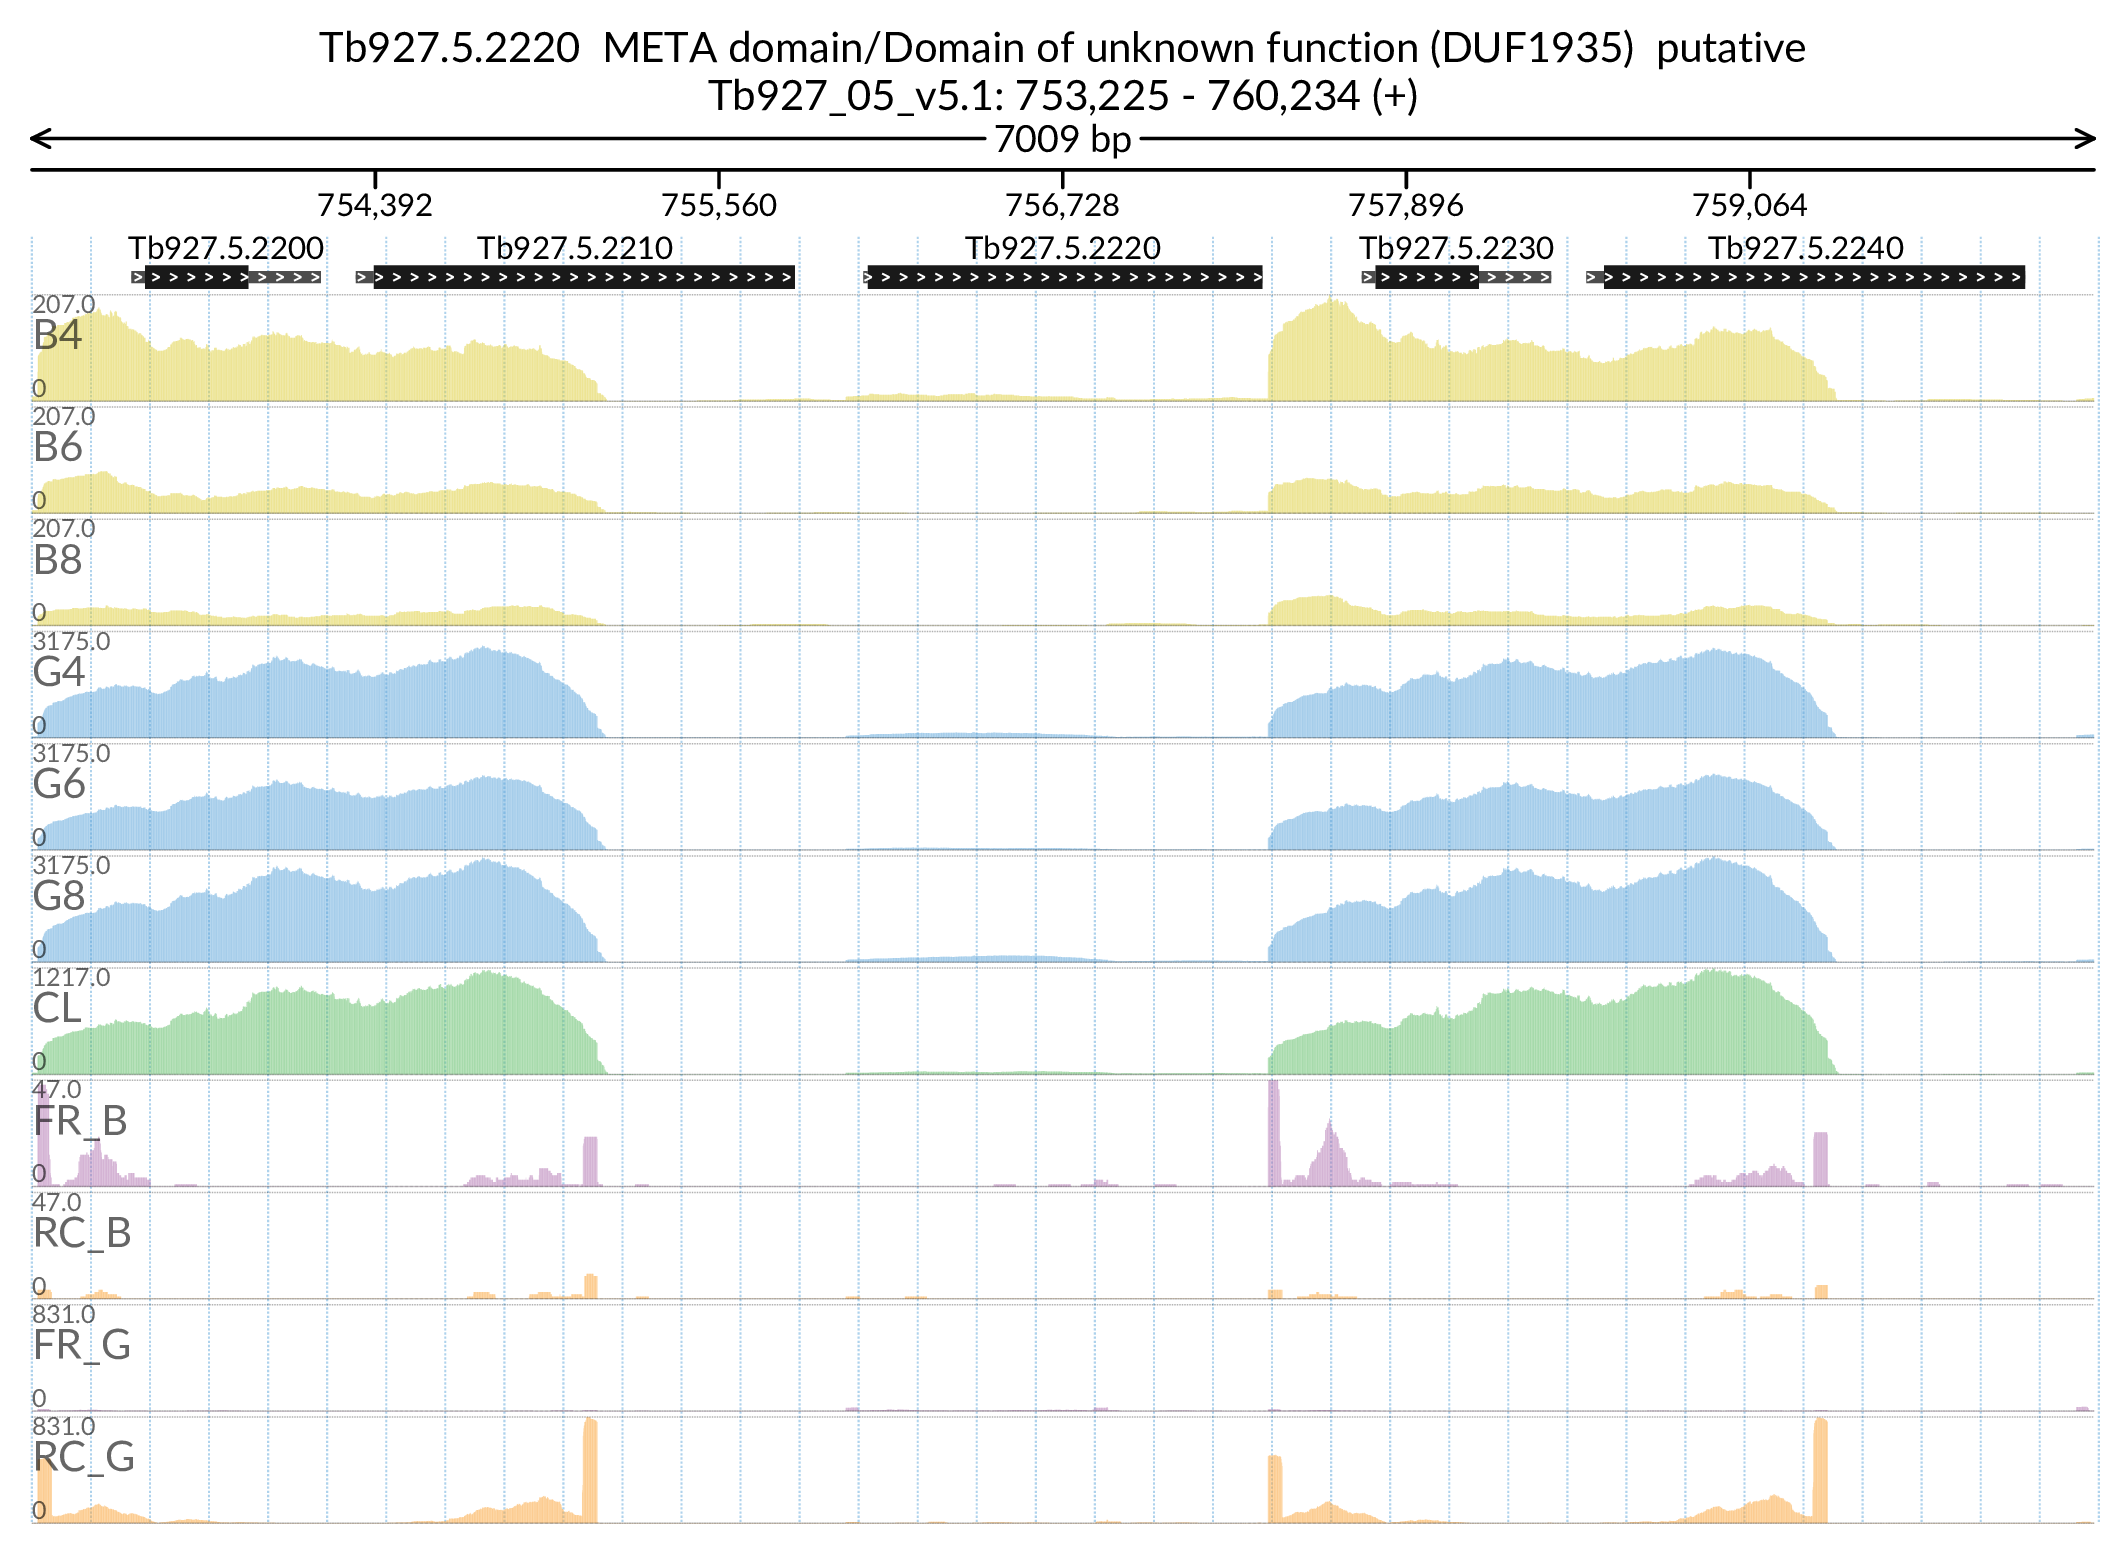 Tb927.5.2220  META domain/Domain of unknown function (DUF1935)  putative
Tb927_05_v5.1: 753,225 - 760,234 (+)
7009 bp
754,392 755,560 756,728 757,896 759,064
Tb927.5.2200 Tb927.5.2210 Tb927.5.2220 Tb927.5.2230 Tb927.5.2240
207.0
B4
0
207.0
B6
0
207.0
B8
0
3175.0
G4
0
3175.0
G6
0
3175.0
G8
0
1217.0
CL
0
47.0
FR_B
0
47.0
RC_B
0
831.0
FR_G
0
831.0
RC_G
0